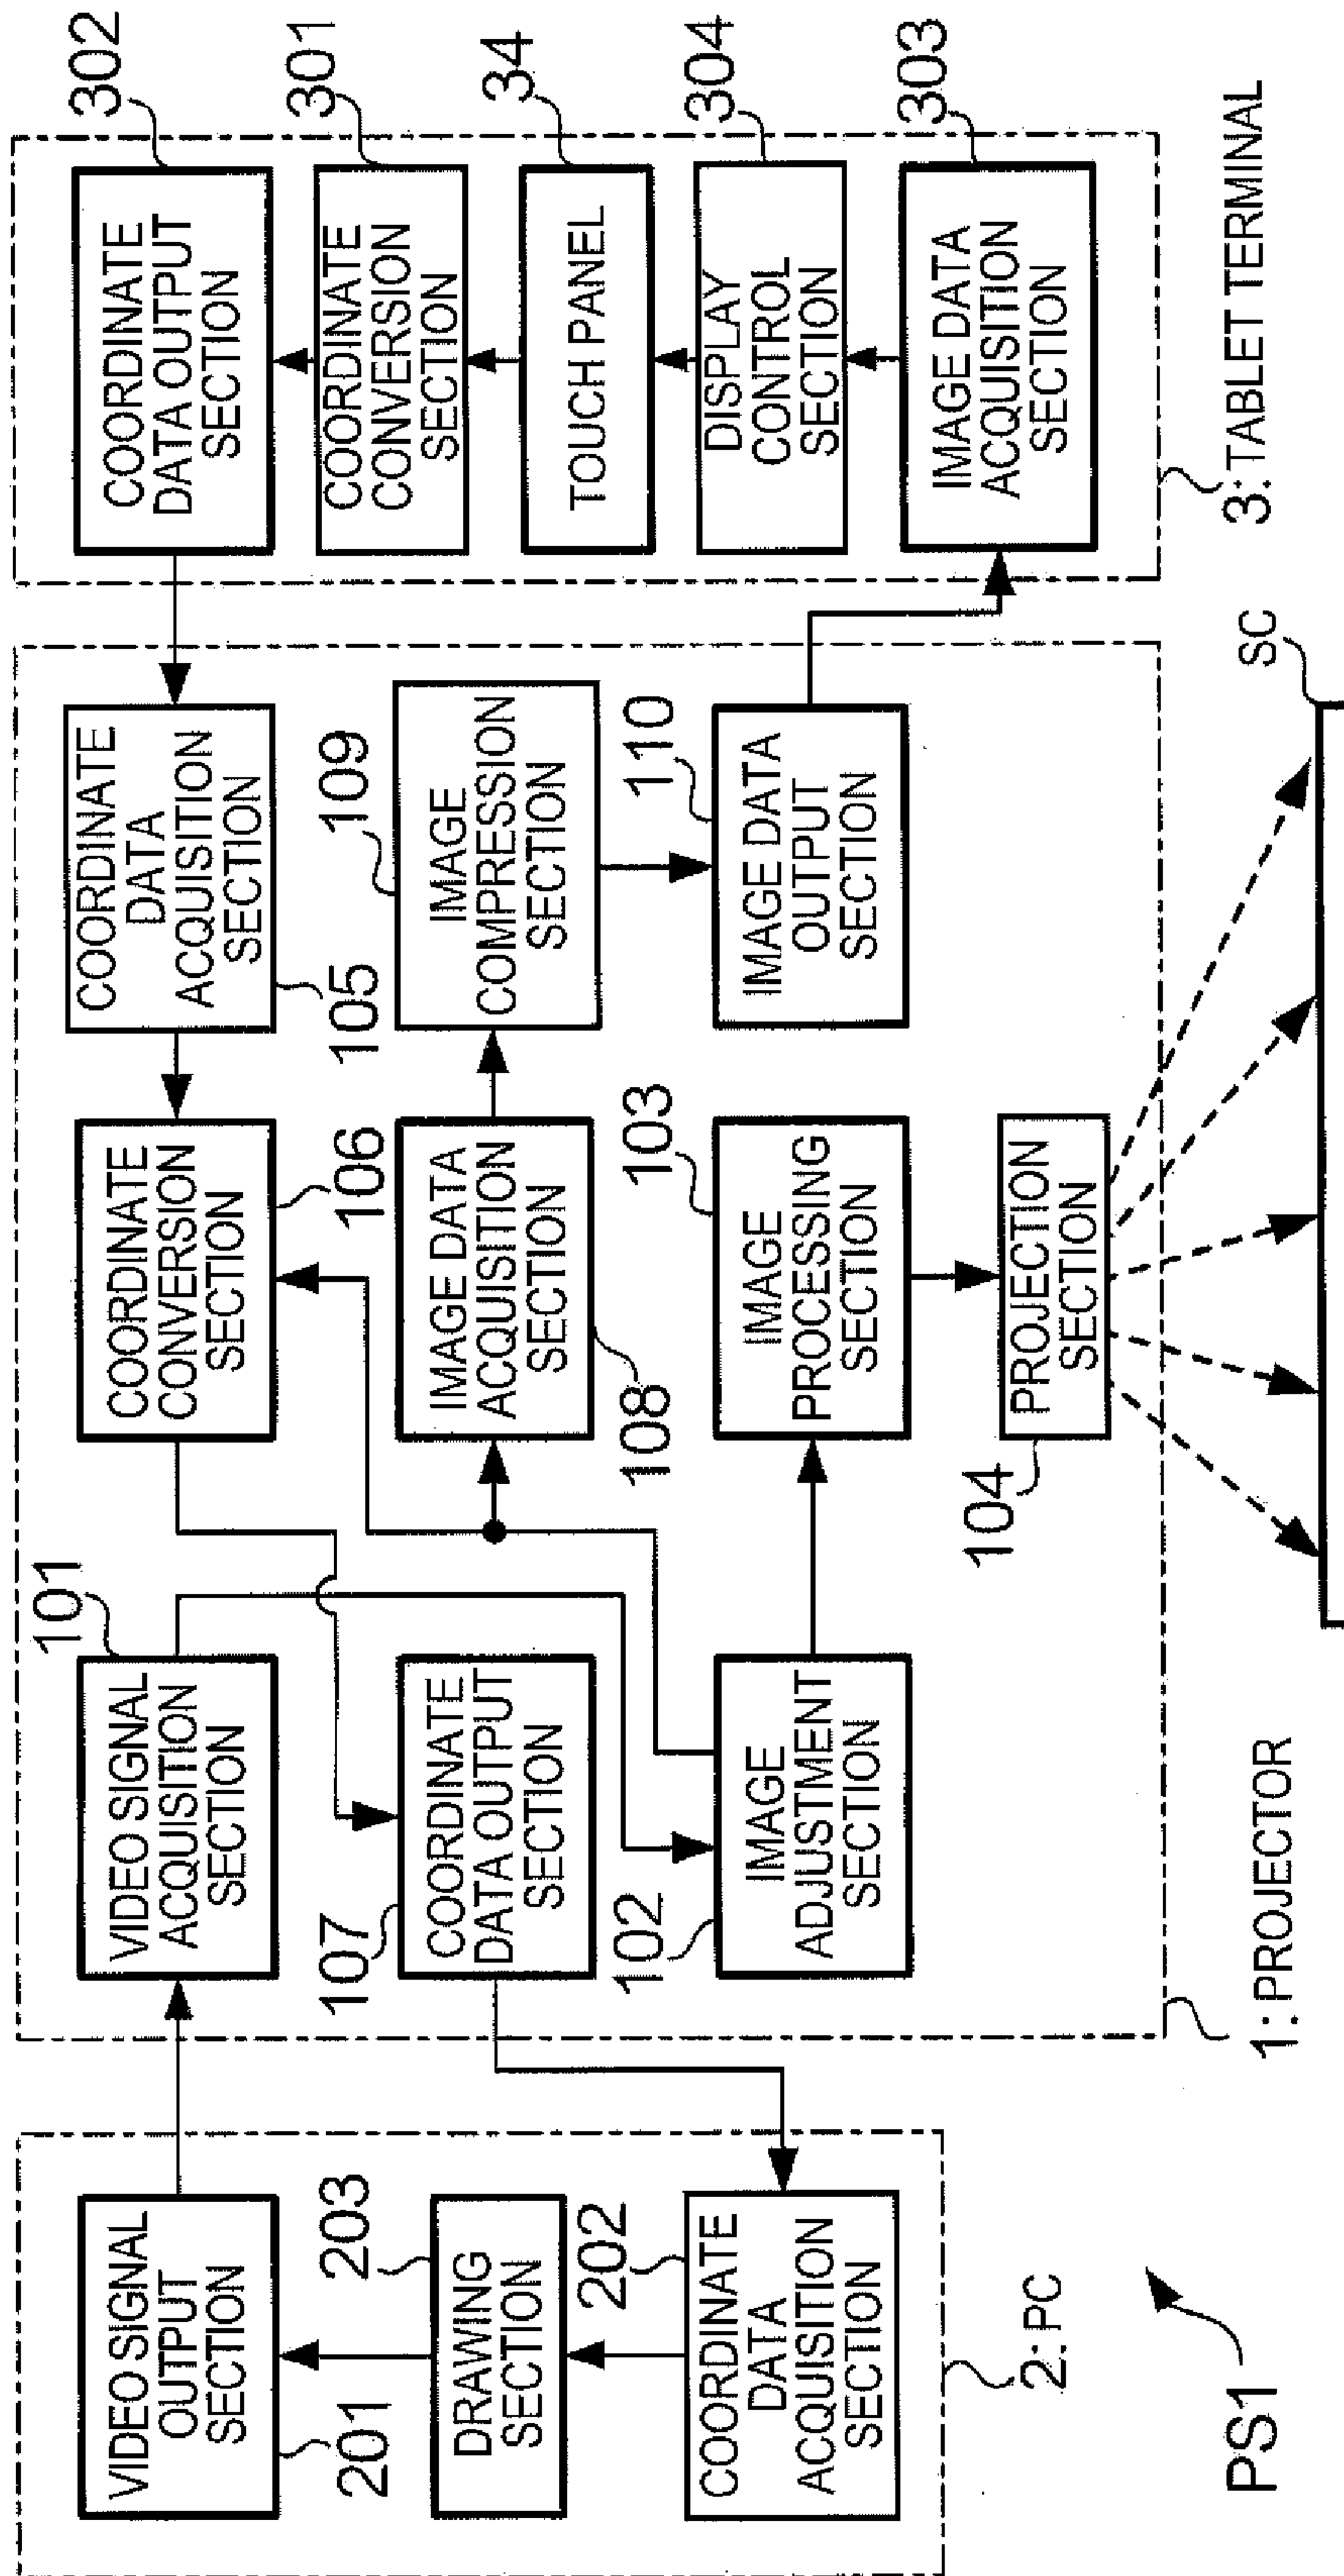 VIDEO SIGNAL
OUTPUT
SECTION
201
DRAWING
SECTION
203
COORDINATE
DATA
ACQUISITION
SECTION
202
2: PC
PS1
VIDEO SIGNAL
ACQUISITION
SECTION
101
COORDINATE
DATA OUTPUT
SECTION
107
IMAGE
ADJUSTMENT
SECTION
102
1: PROJECTOR
COORDINATE
CONVERSION
SECTION
106
IMAGE DATA
ACQUISITION
SECTION
108
IMAGE
PROCESSING
SECTION
103
PROJECTION
SECTION
104
COORDINATE
DATA
ACQUISITION
SECTION
105
IMAGE
COMPRESSION
SECTION
109
IMAGE DATA
OUTPUT
SECTION
110
SC
COORDINATE
DATA OUTPUT
SECTION
302
COORDINATE
CONVERSION
SECTION
301
TOUCH PANEL
34
DISPLAY
CONTROL
SECTION
304
IMAGE DATA
ACQUISITION
SECTION
303
3: TABLET TERMINAL